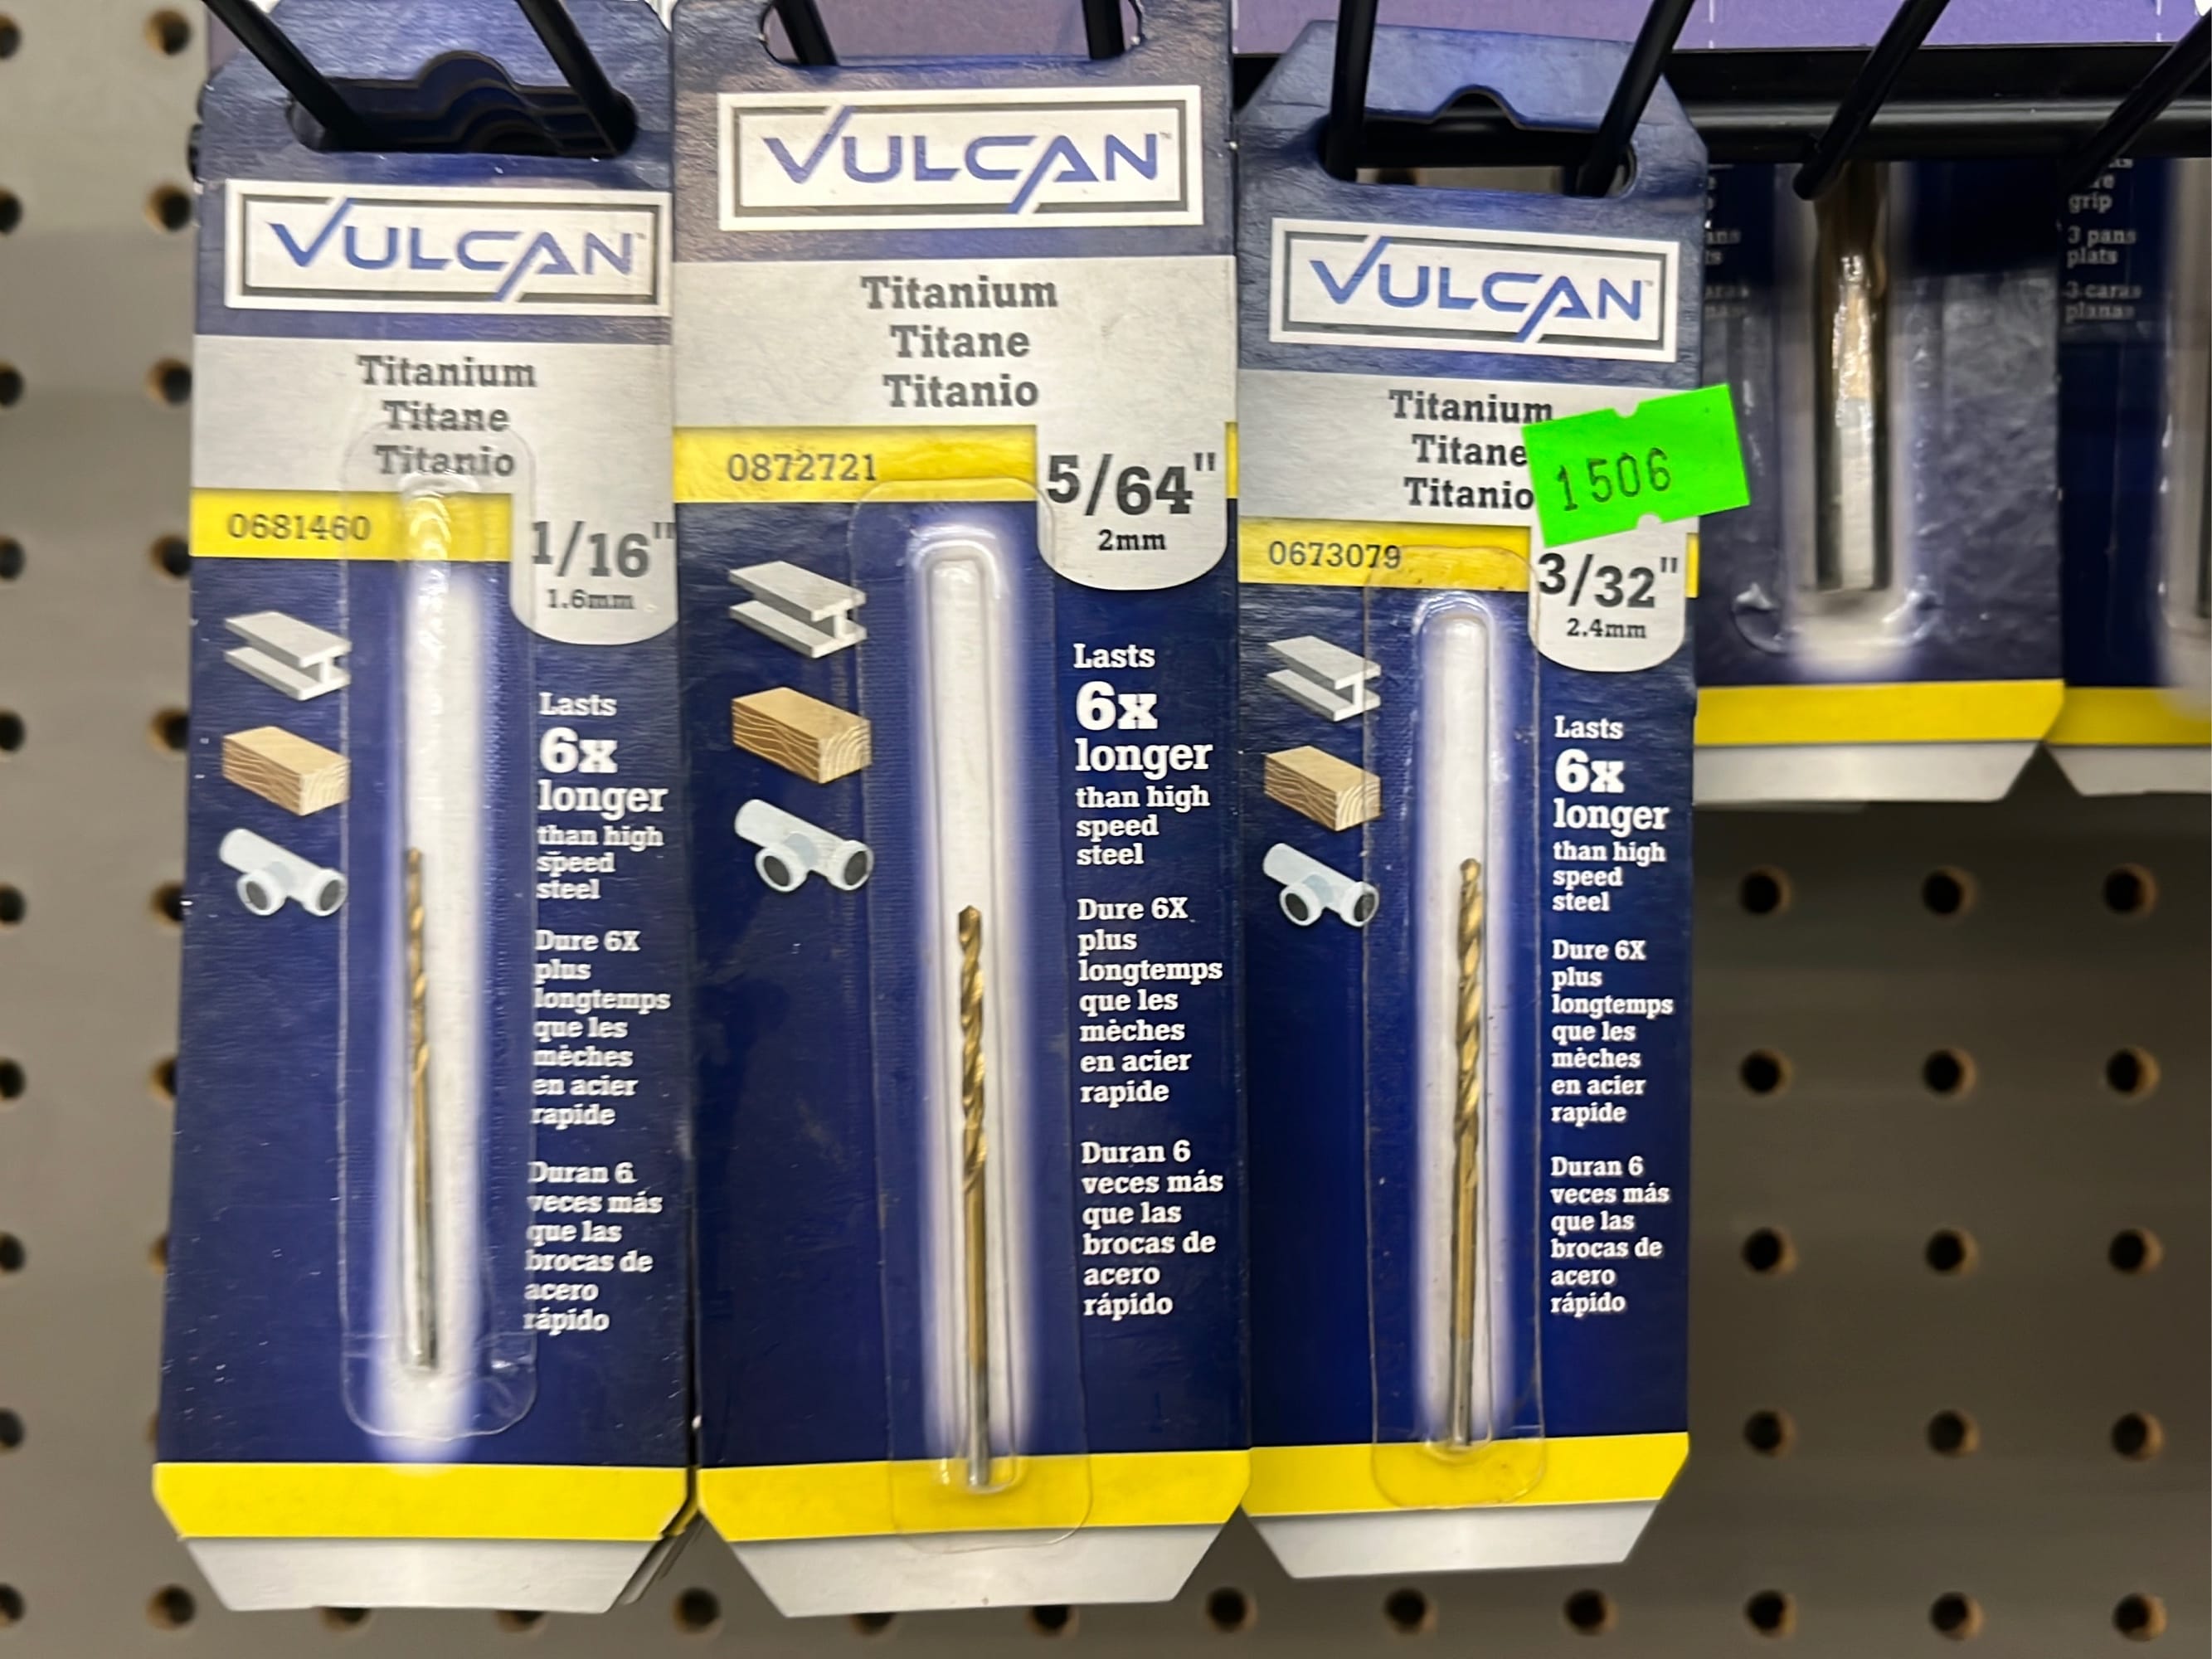 VULCAN™
Titanium
Titane
Titanio
0681460
1/16"
1.6mm
Lasts
6x
longer
than high
speed
steel
Dure 6X
plus
longtemps
que les
mèches
en acier
rapide
Duran 6
veces más
que las
brocas de
acero
rápido
VULCAN™
Titanium
Titane
Titanio
0872721
5/64"
2mm
Lasts
6x
longer
than high
speed
steel
Dure 6X
plus
longtemps
que les
mèches
en acier
rapide
Duran 6
veces más
que las
brocas de
acero
rápido
VULCAN™
Titanium
Titane
Titanio
1506
0673079
3/32"
2.4mm
Lasts
6x
longer
than high
speed
steel
Dure 6X
plus
longtemps
que les
mèches
en acier
rapide
Duran 6
veces más
que las
brocas de
acero
rápido
grip
3 pans
plats
3 caras
planas